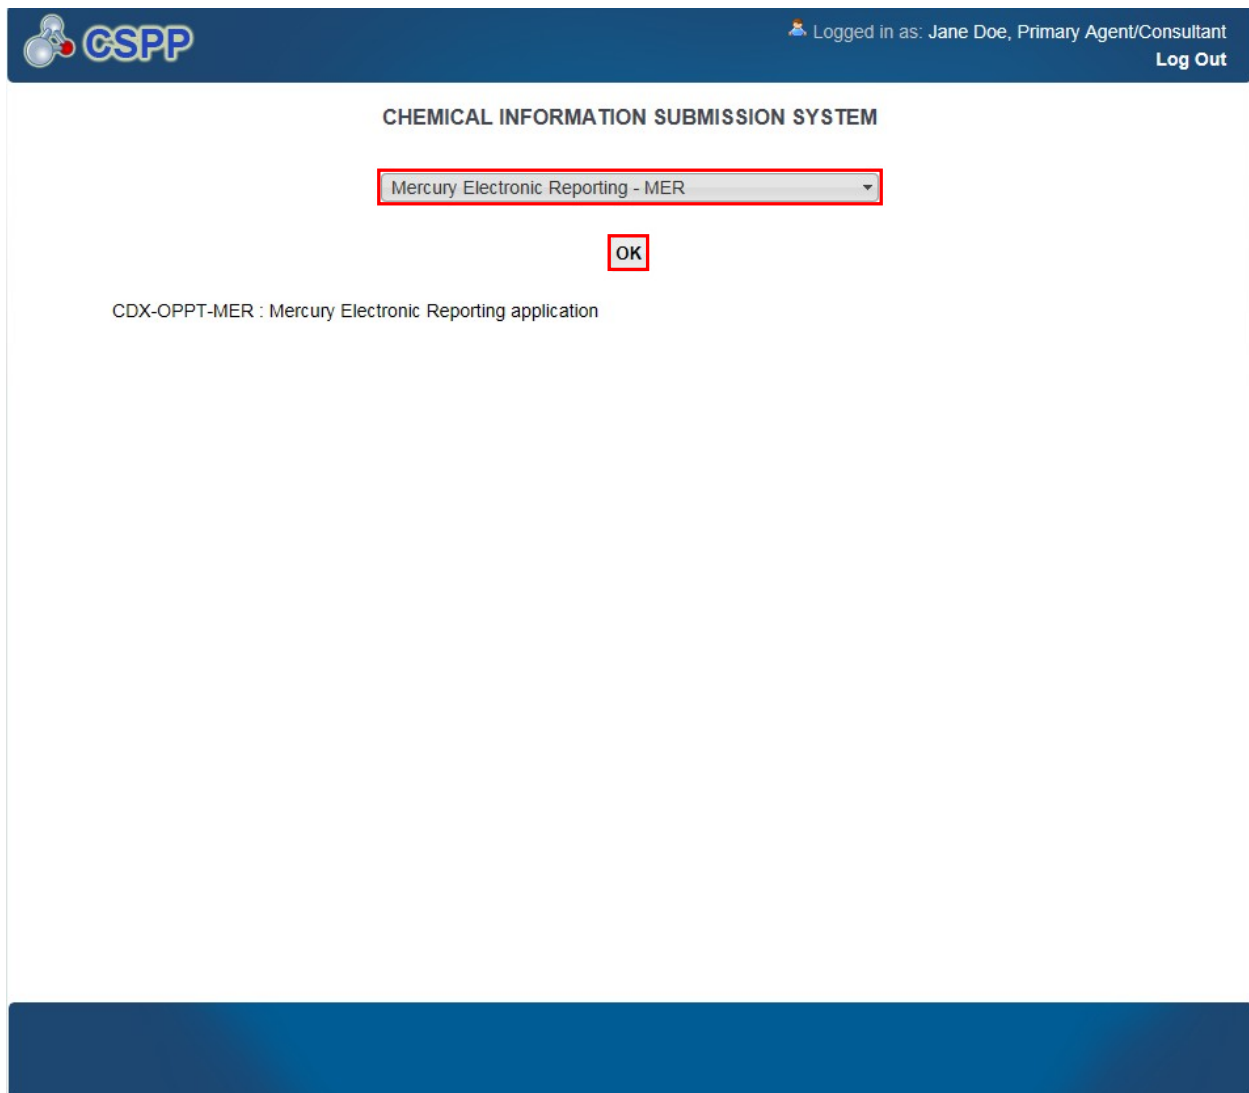 CSPP
Logged in as: Jane Doe, Primary Agent/Consultant
Log Out
CHEMICAL INFORMATION SUBMISSION SYSTEM
Mercury Electronic Reporting - MER
OK
CDX-OPPT-MER : Mercury Electronic Reporting application